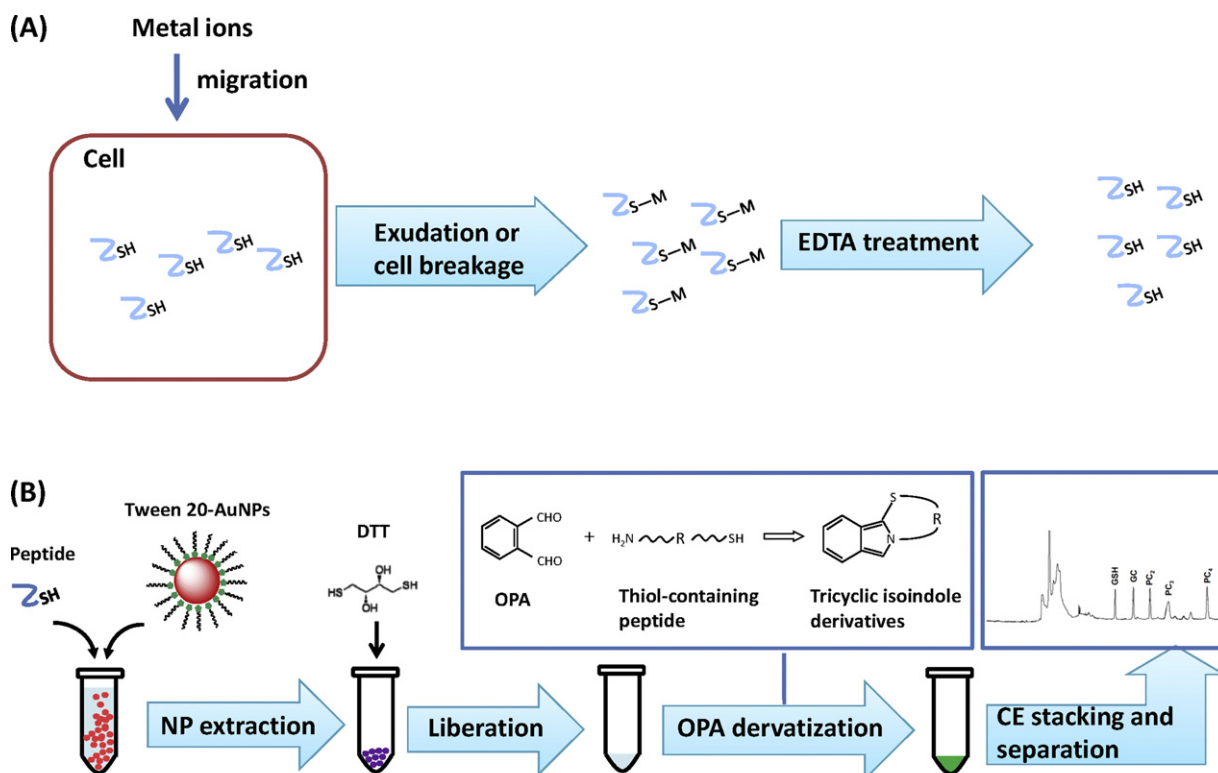 (A)
Metal ions
migration
Cell
SH
SH
SH
SH
SH
Exudation or
cell breakage
S–M
S–M
S–M
S–M
S–M
EDTA treatment
SH
SH
SH
SH
SH
(B)
Tween 20-AuNPs
Peptide
SH
DTT
OH
SH
HS
OH
CHO
CHO
+
H₂N
R
SH
S
R
N
OPA
Thiol-containing
peptide
Tricyclic isoindole
derivatives
GSH
GC
PC₂
PC₃
PC₄
NP extraction
Liberation
OPA dervatization
CE stacking and
separation